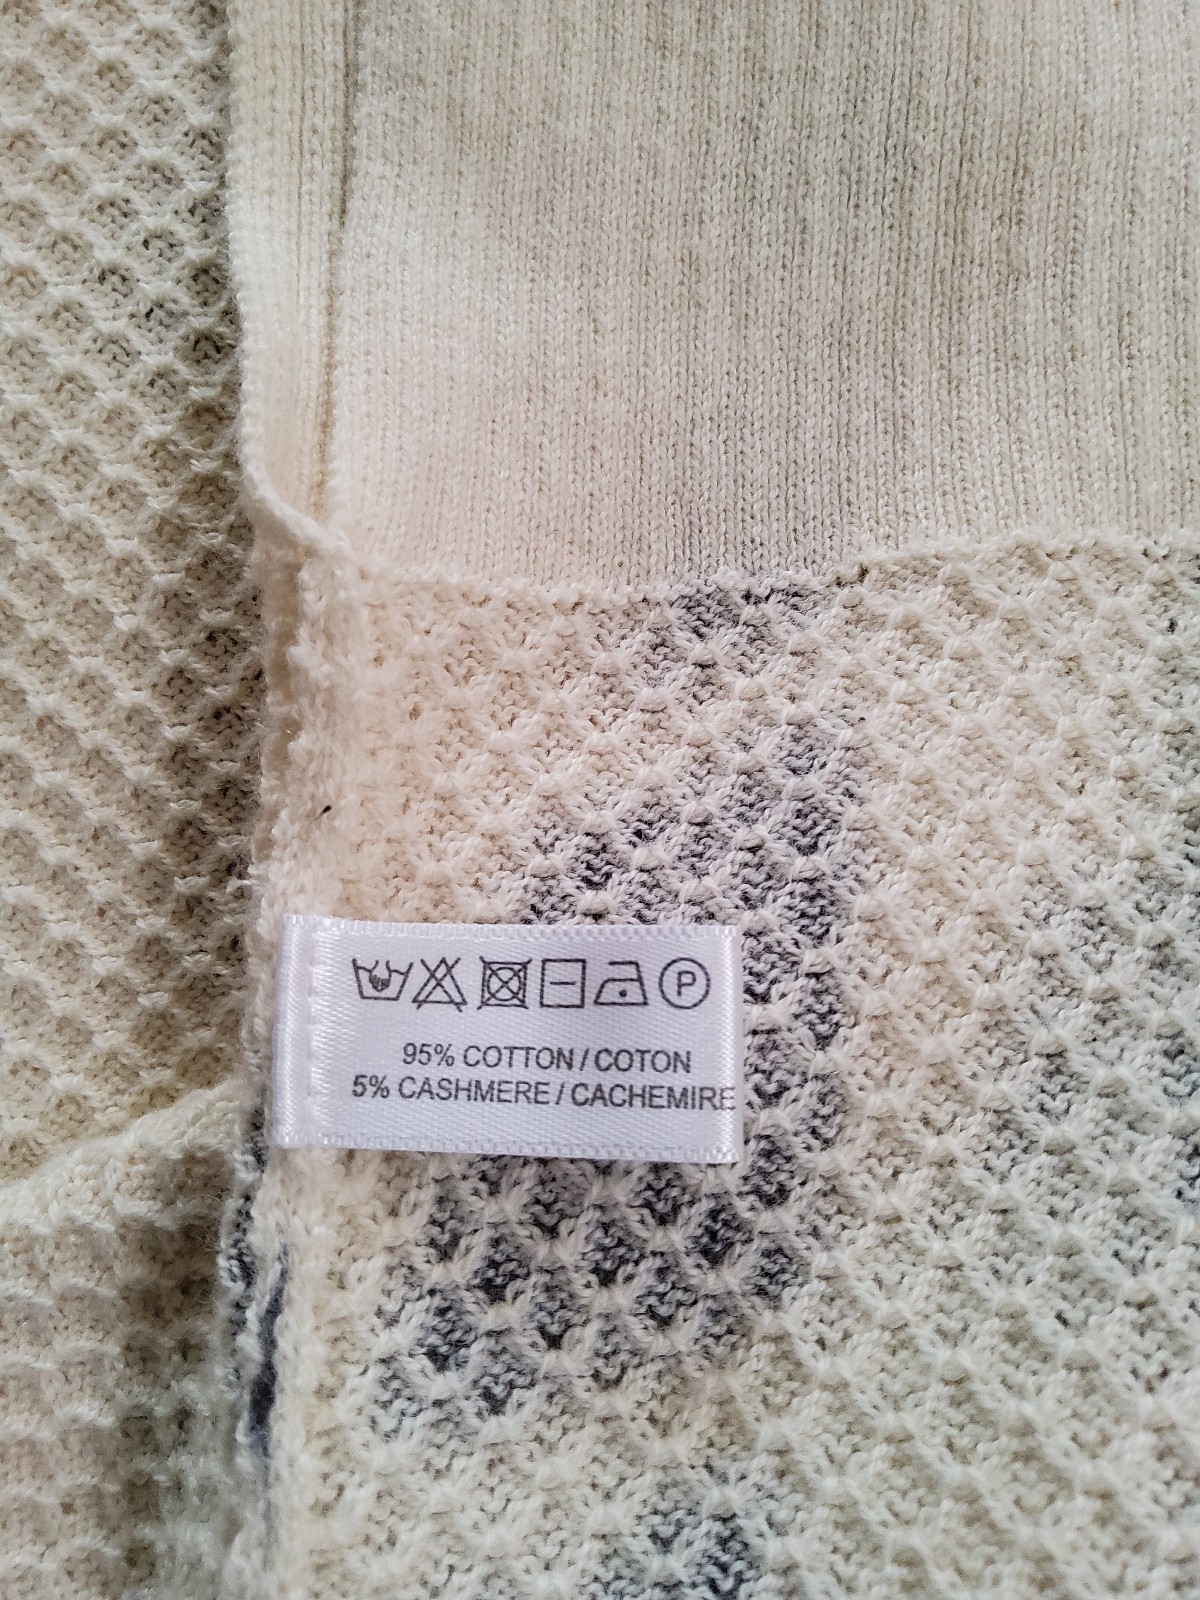 P
95% COTTON / COTON
5% CASHMERE / CACHEMIRE